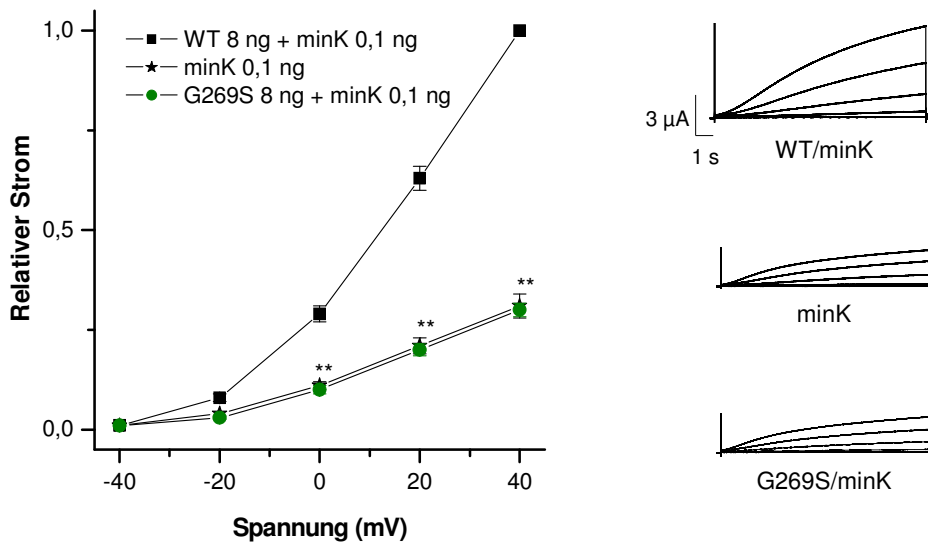 1,0
WT 8 ng + minK 0,1 ng
minK 0,1 ng
G269S 8 ng + minK 0,1 ng
Relativer Strom
0,5
**
**
**
0,0
-40
-20
0
20
40
Spannung (mV)
3 µA
1 s
WT/minK
minK
G269S/minK